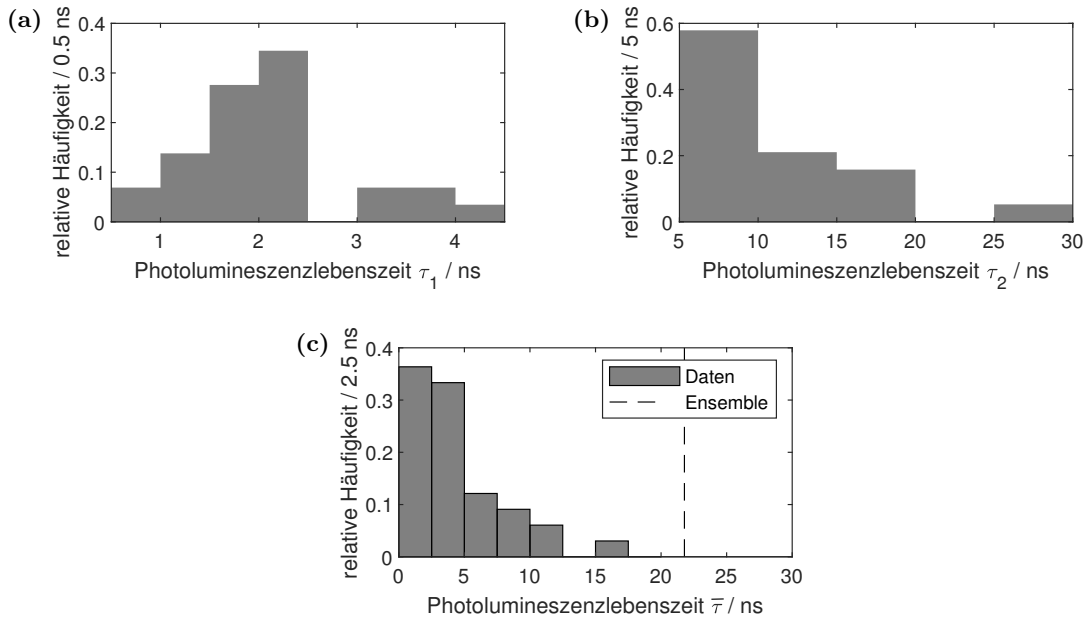 (a)
relative Häufigkeit / 0.5 ns
0.4
0.3
0.2
0.1
0
1 2 3 4
Photolumineszenzlebenszeit τ₁ / ns
(b)
relative Häufigkeit / 5 ns
0.6
0.4
0.2
0
5 10 15 20 25 30
Photolumineszenzlebenszeit τ₂ / ns
(c)
relative Häufigkeit / 2.5 ns
0.4
0.3
0.2
0.1
0
0 5 10 15 20 25 30
Photolumineszenzlebenszeit τ̅ / ns
Daten
Ensemble